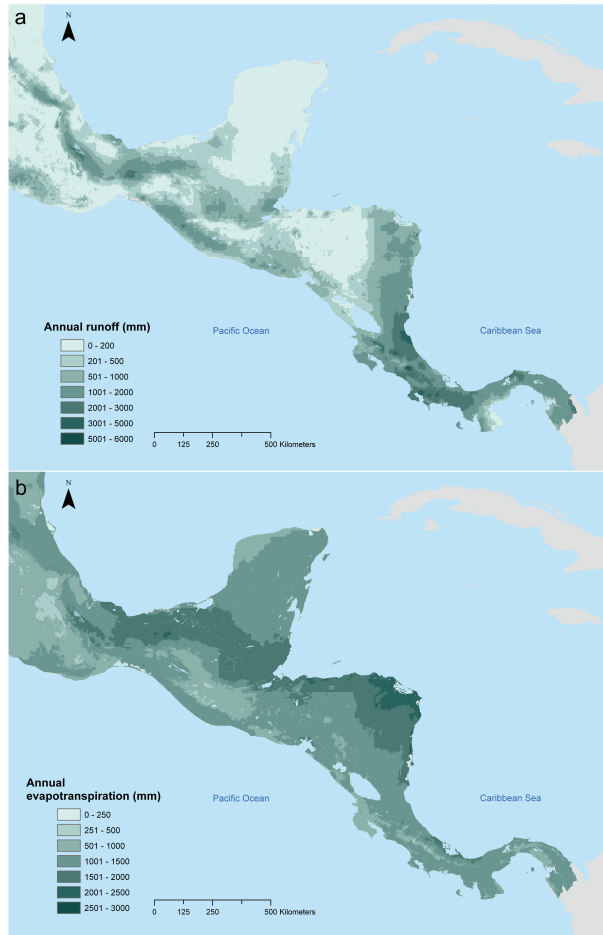 a
N
Annual runoff (mm)
0 - 200
201 - 500
501 - 1000
1001 - 2000
2001 - 3000
3001 - 5000
5001 - 6000
Pacific Ocean
Caribbean Sea
0 125 250 500 Kilometers
b
N
Annual
evapotranspiration (mm)
0 - 250
251 - 500
501 - 1000
1001 - 1500
1501 - 2000
2001 - 2500
2501 - 3000
Pacific Ocean
Caribbean Sea
0 125 250 500 Kilometers